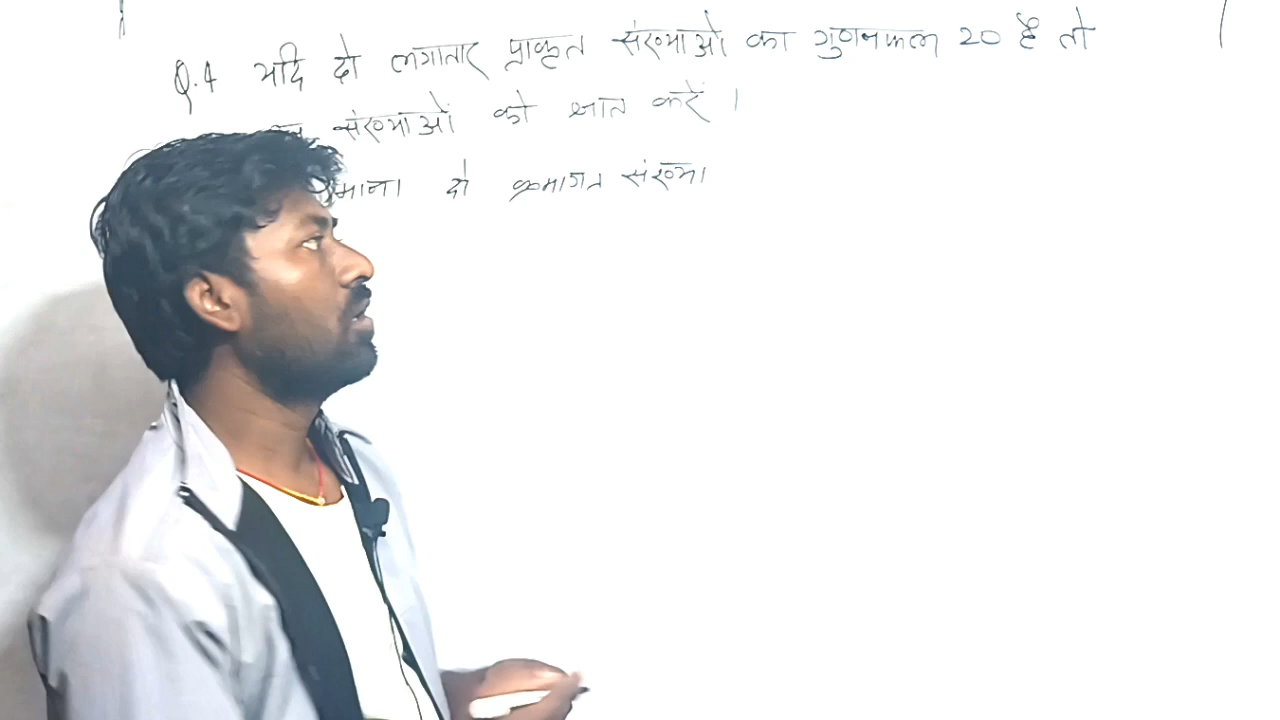 Q.4 यदि दो लगातार प्राकृत संख्याओं का गुणनफल 20 है तो
संख्याओं को ज्ञात करें ।
माना दो क्रमागत संख्या